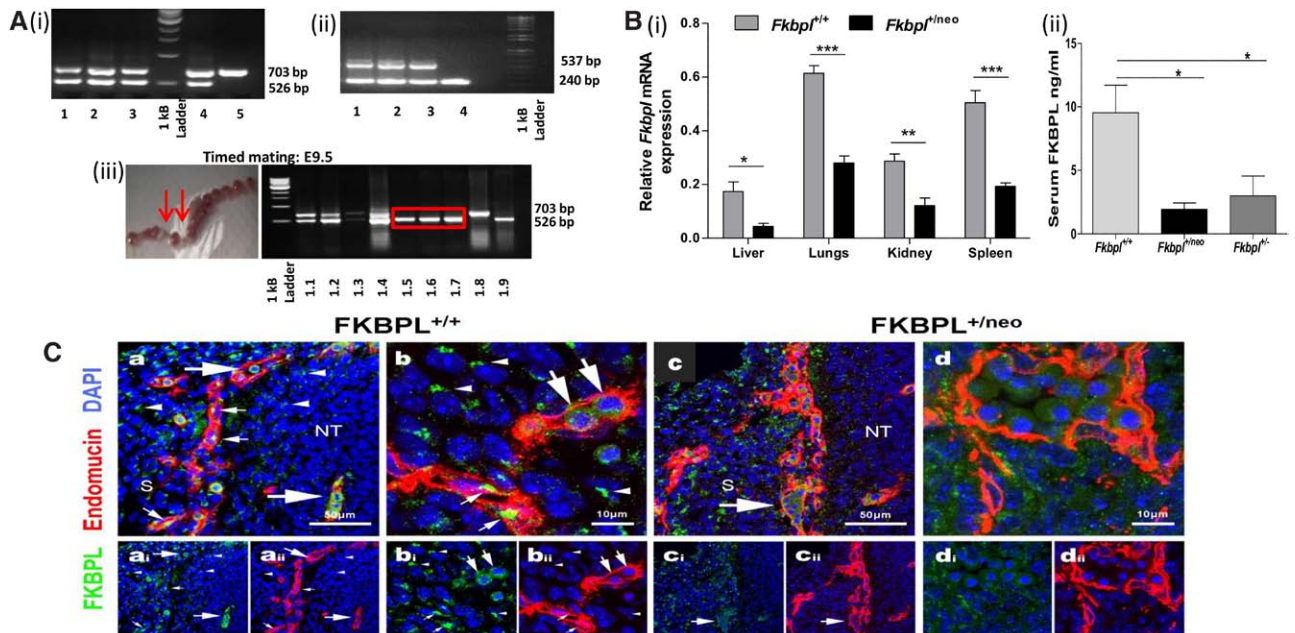 A (i)
703 bp
526 bp
1 2 3 1 kB Ladder 4 5
(ii)
537 bp
240 bp
1 2 3 4 1 kB Ladder
(iii)
Timed mating: E9.5
703 bp
526 bp
1 kB Ladder 1.1 1.2 1.3 1.4 1.5 1.6 1.7 1.8 1.9
B (i)
Fkbpl+/+ Fkbpl+/neo
Relative Fkbpl mRNA expression
0.8
0.6
0.4
0.2
0.0
* *** ** ***
Liver Lungs Kidney Spleen
(ii)
Serum FKBPL ng/ml
15
10
5
0
*
*
Fkbpl+/+ Fkbpl+/neo Fkbpl+/-
C
FKBPL+/+ FKBPL+/neo
FKBPL Endomucin DAPI
a b c d
NT NT
S S
50µm 10µm 50µm 10µm
ai aii bi bii ci cii di dii